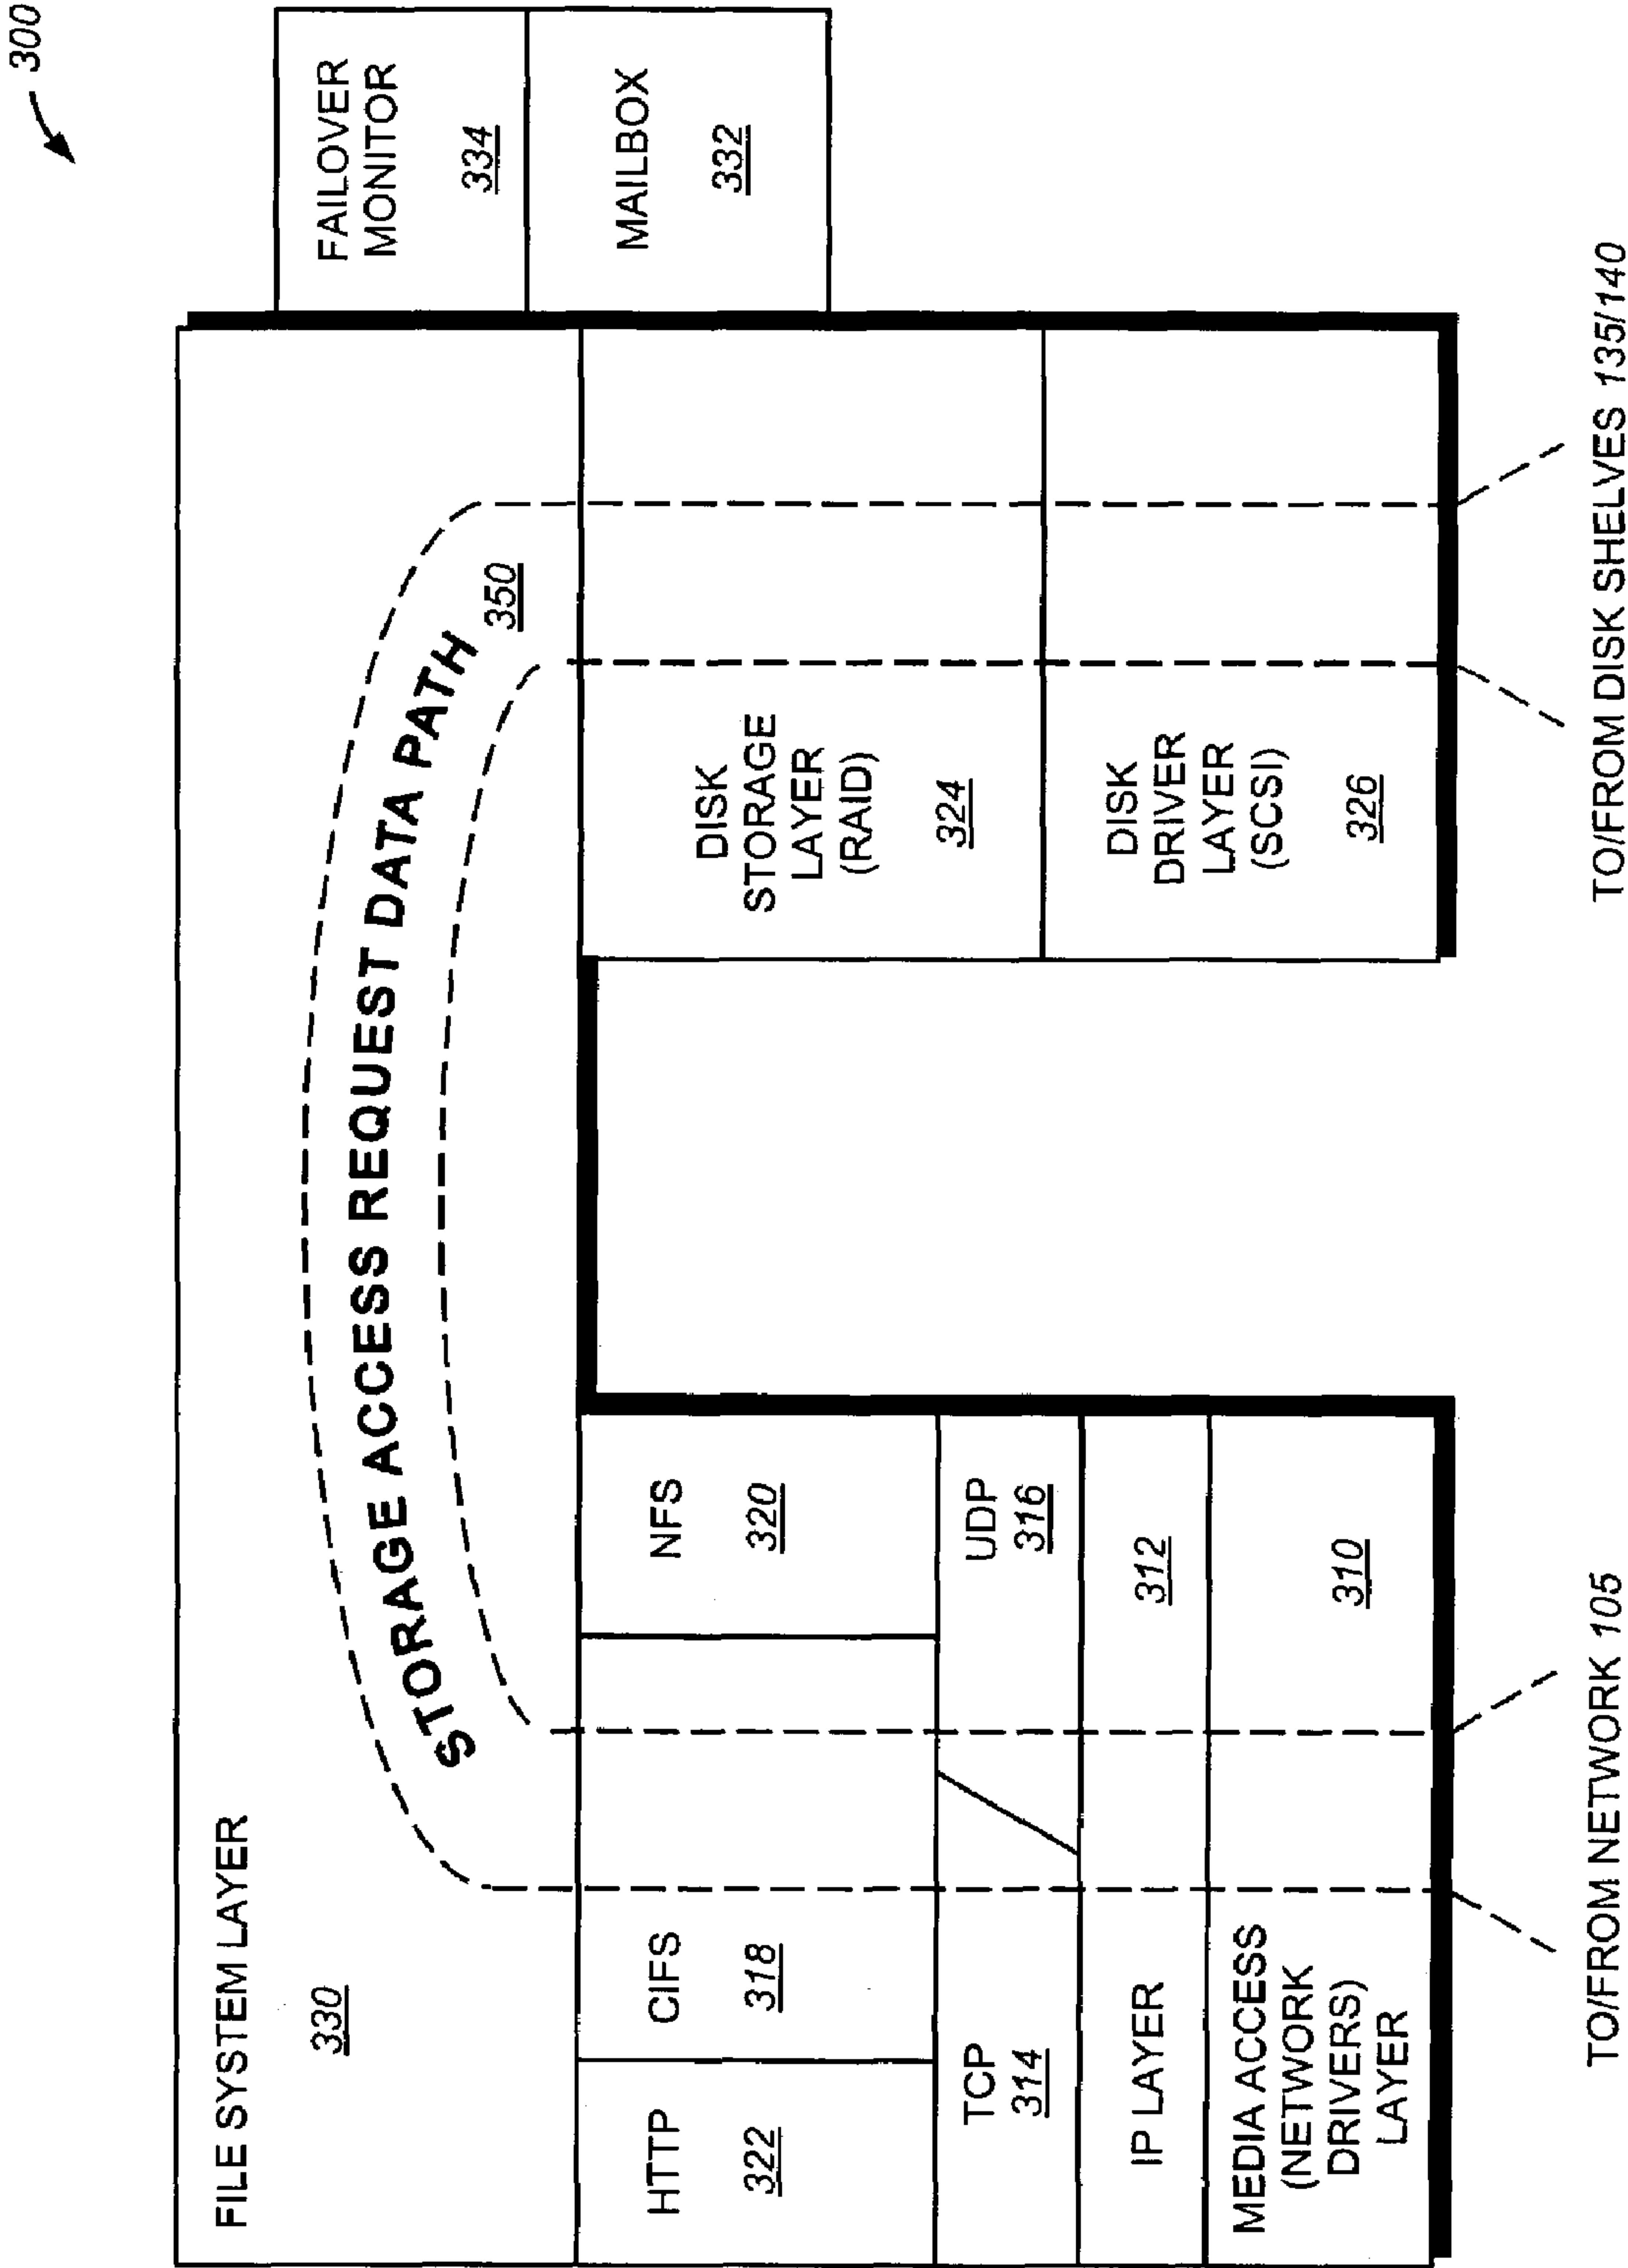 300
FILE SYSTEM LAYER
330
STORAGE ACCESS REQUEST DATA PATH
350
FAILOVER
MONITOR
334
MAILBOX
332
HTTP
322
CIFS
318
NFS
320
TCP
314
UDP
316
IP LAYER
312
MEDIA ACCESS
(NETWORK
DRIVERS)
LAYER
310
DISK
STORAGE
LAYER
(RAID)
324
DISK
DRIVER
LAYER
(SCSI)
326
TO/FROM NETWORK 105
TO/FROM DISK SHELVES 135/140